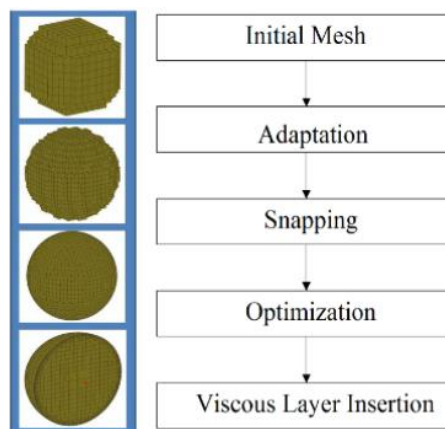 Initial Mesh
Adaptation
Snapping
Optimization
Viscous Layer Insertion